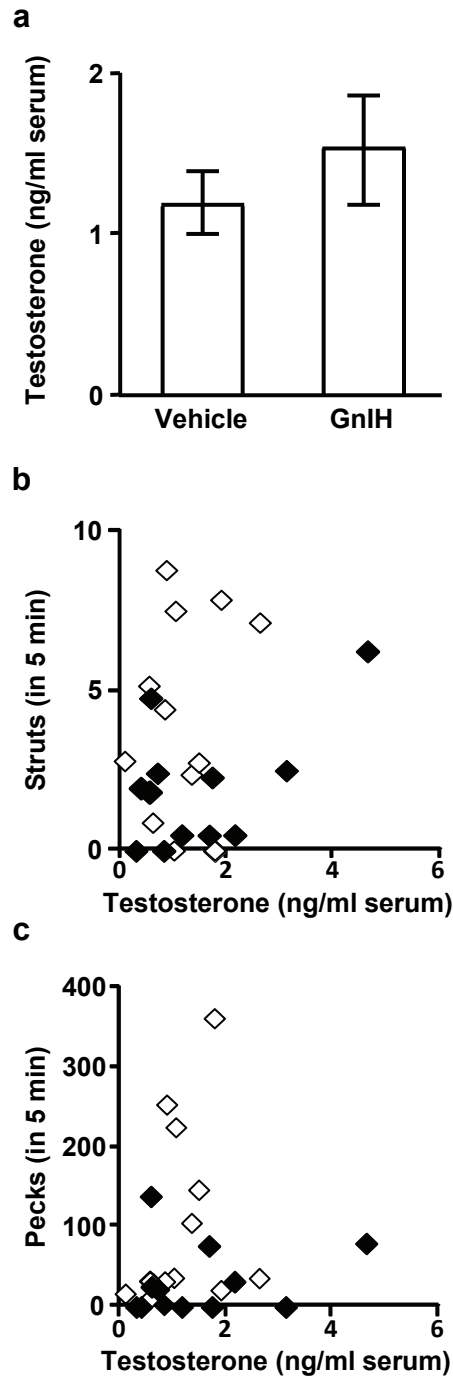 a
Testosterone (ng/ml serum)
2
1
0
Vehicle GnIH
b
Struts (in 5 min)
10
5
0
0 2 4 6
Testosterone (ng/ml serum)
c
Pecks (in 5 min)
400
300
200
100
0
0 2 4 6
Testosterone (ng/ml serum)